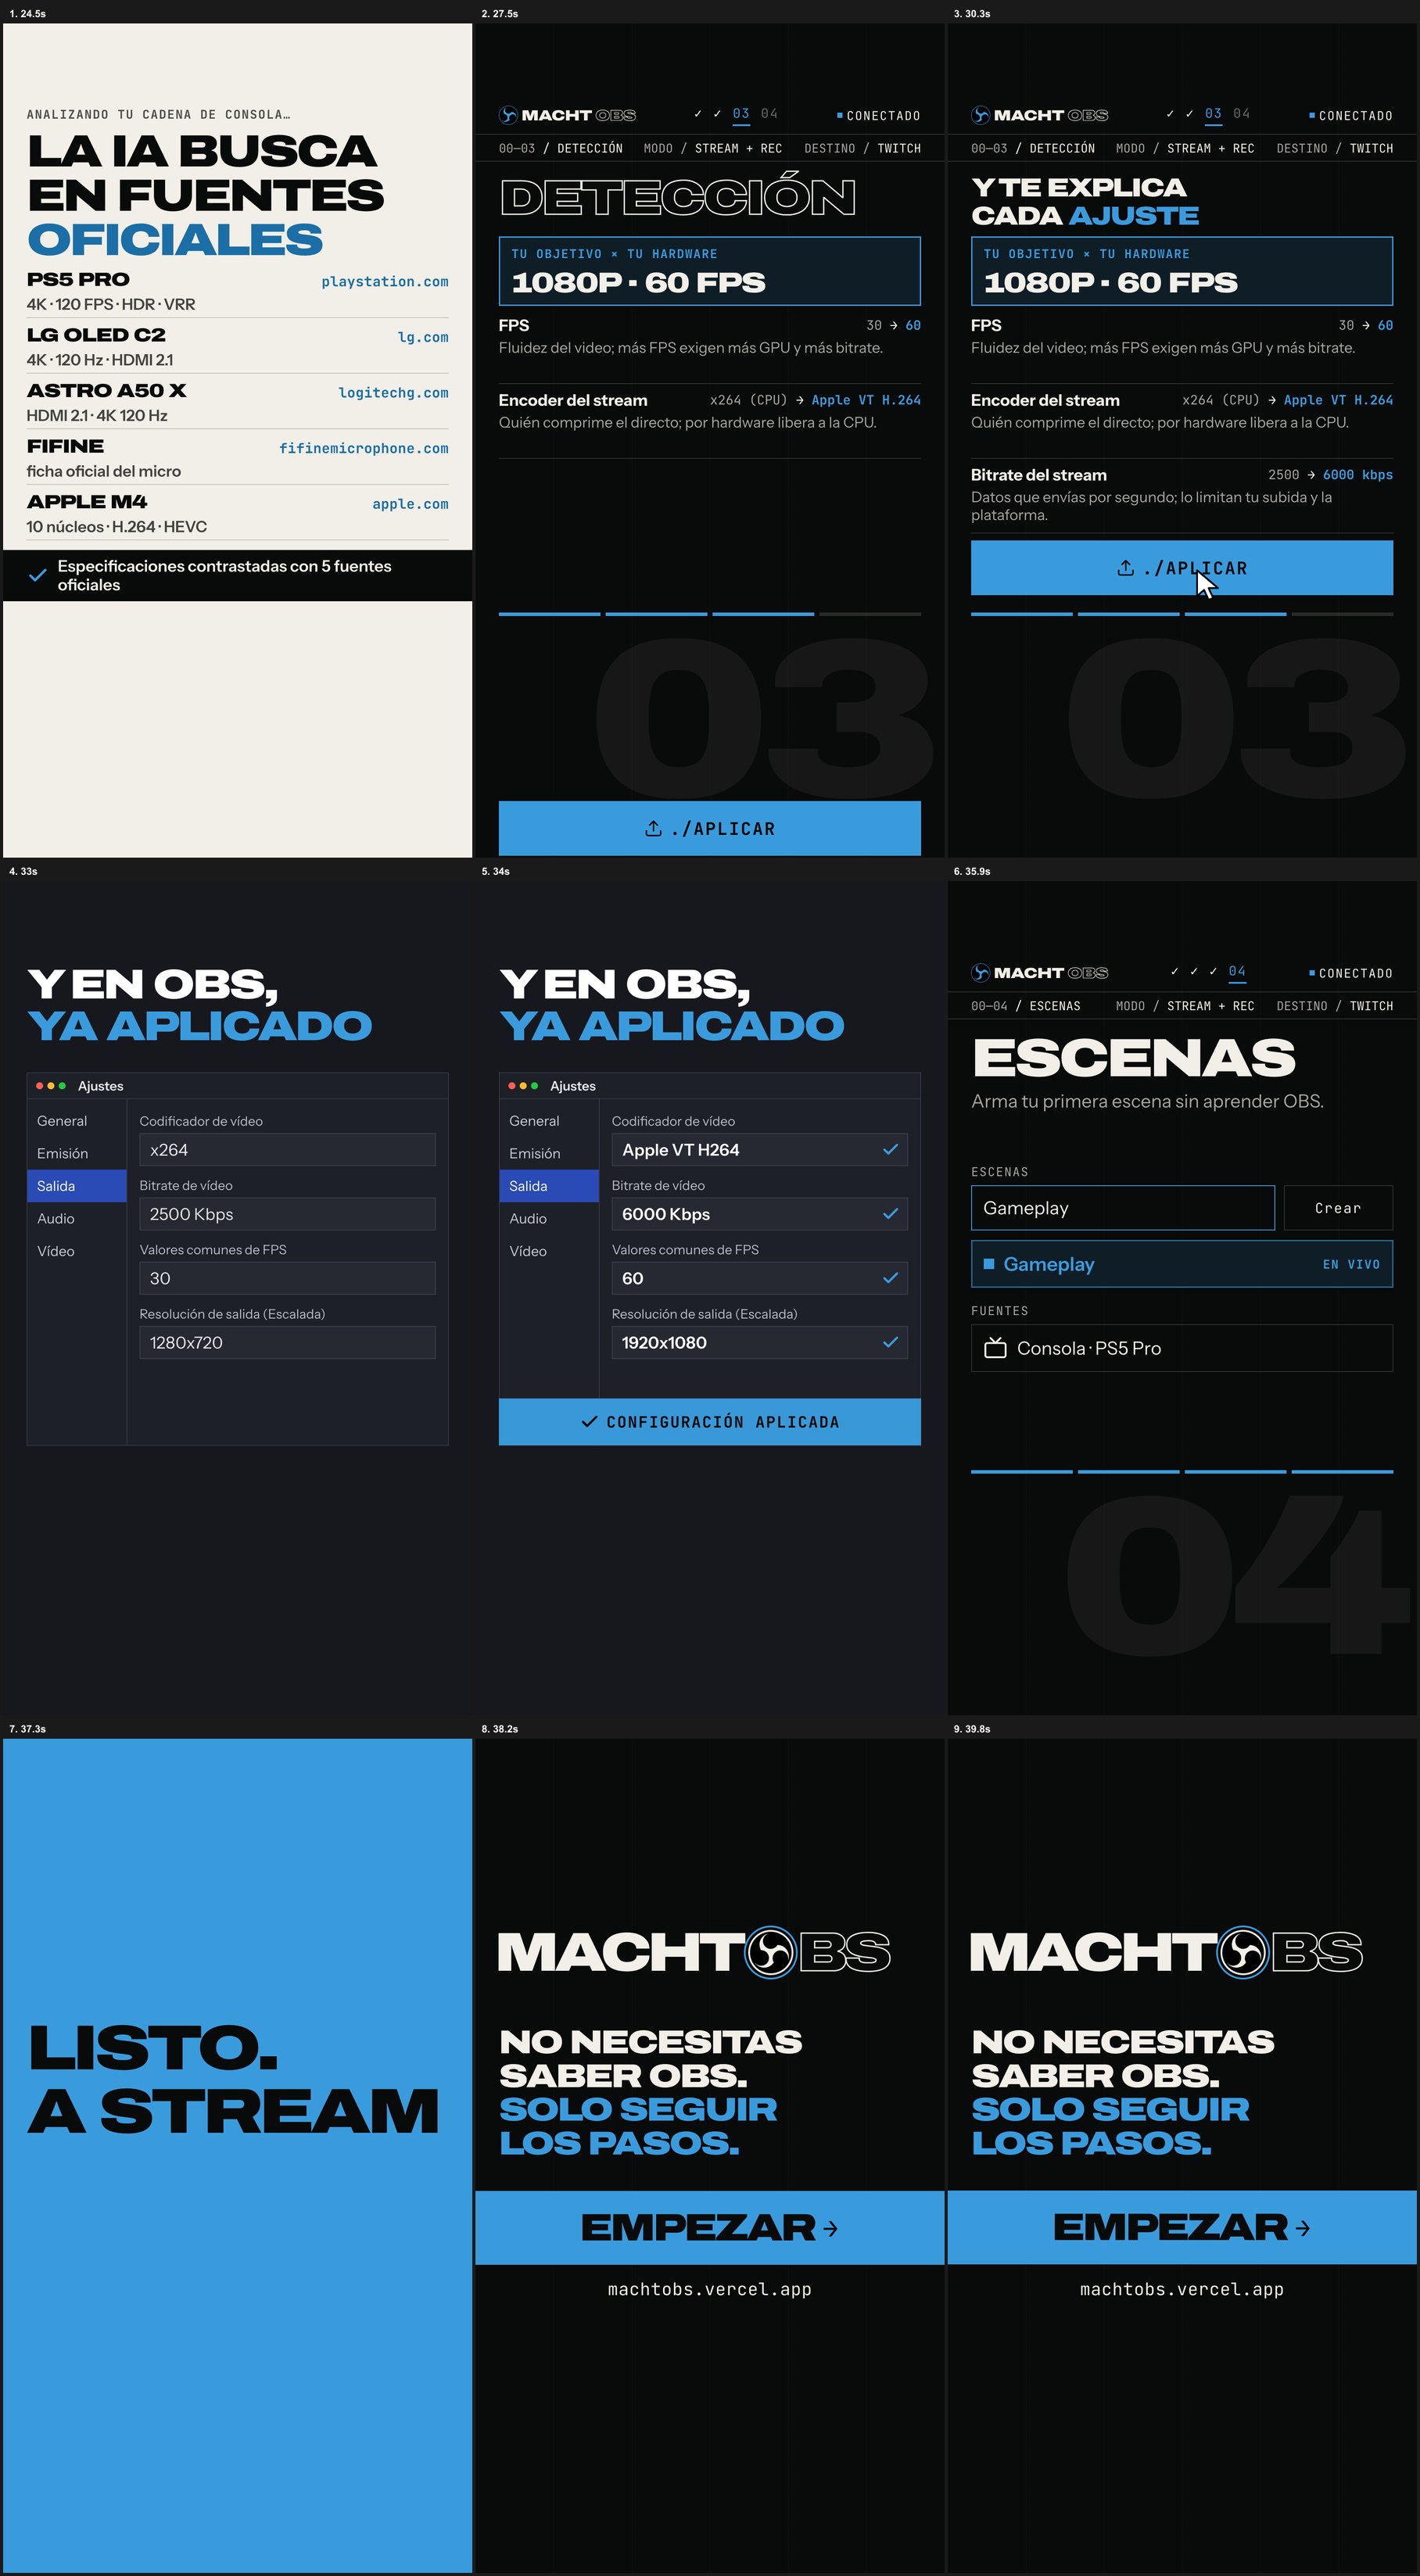 1. 24.5s
ANALIZANDO TU CADENA DE CONSOLA…
LA IA BUSCA
EN FUENTES
OFICIALES
PS5 PRO
playstation.com
4K · 120 FPS · HDR · VRR
LG OLED C2
lg.com
4K · 120 Hz · HDMI 2.1
ASTRO A50 X
logitechg.com
HDMI 2.1 · 4K 120 Hz
FIFINE
fifinemicrophone.com
ficha oficial del micro
APPLE M4
apple.com
10 núcleos · H.264 · HEVC
✓ Especificaciones contrastadas con 5 fuentes
oficiales
2. 27.5s
MACHT OBS
✓ ✓ 03 04
CONECTADO
00—03 / DETECCIÓN
MODO / STREAM + REC
DESTINO / TWITCH
DETECCIÓN
TU OBJETIVO × TU HARDWARE
1080P · 60 FPS
FPS
30 → 60
Fluidez del video; más FPS exigen más GPU y más bitrate.
Encoder del stream
x264 (CPU) → Apple VT H.264
Quién comprime el directo; por hardware libera a la CPU.
03
./APLICAR
3. 30.3s
MACHT OBS
✓ ✓ 03 04
CONECTADO
00—03 / DETECCIÓN
MODO / STREAM + REC
DESTINO / TWITCH
Y TE EXPLICA
CADA AJUSTE
TU OBJETIVO × TU HARDWARE
1080P · 60 FPS
FPS
30 → 60
Fluidez del video; más FPS exigen más GPU y más bitrate.
Encoder del stream
x264 (CPU) → Apple VT H.264
Quién comprime el directo; por hardware libera a la CPU.
Bitrate del stream
2500 → 6000 kbps
Datos que envías por segundo; lo limitan tu subida y la
plataforma.
./APLICAR
03
4. 33s
Y EN OBS,
YA APLICADO
Ajustes
General
Emisión
Salida
Audio
Vídeo
Codificador de vídeo
x264
Bitrate de vídeo
2500 Kbps
Valores comunes de FPS
30
Resolución de salida (Escalada)
1280x720
5. 34s
Y EN OBS,
YA APLICADO
Ajustes
General
Emisión
Salida
Audio
Vídeo
Codificador de vídeo
Apple VT H264 ✓
Bitrate de vídeo
6000 Kbps ✓
Valores comunes de FPS
60 ✓
Resolución de salida (Escalada)
1920x1080 ✓
✓ CONFIGURACIÓN APLICADA
6. 35.9s
MACHT OBS
✓ ✓ ✓ 04
CONECTADO
00—04 / ESCENAS
MODO / STREAM + REC
DESTINO / TWITCH
ESCENAS
Arma tu primera escena sin aprender OBS.
ESCENAS
Gameplay
Crear
Gameplay
EN VIVO
FUENTES
Consola · PS5 Pro
04
7. 37.3s
LISTO.
A STREAM
8. 38.2s
MACHTOBS
NO NECESITAS
SABER OBS.
SOLO SEGUIR
LOS PASOS.
EMPEZAR →
machtobs.vercel.app
9. 39.8s
MACHTOBS
NO NECESITAS
SABER OBS.
SOLO SEGUIR
LOS PASOS.
EMPEZAR →
machtobs.vercel.app